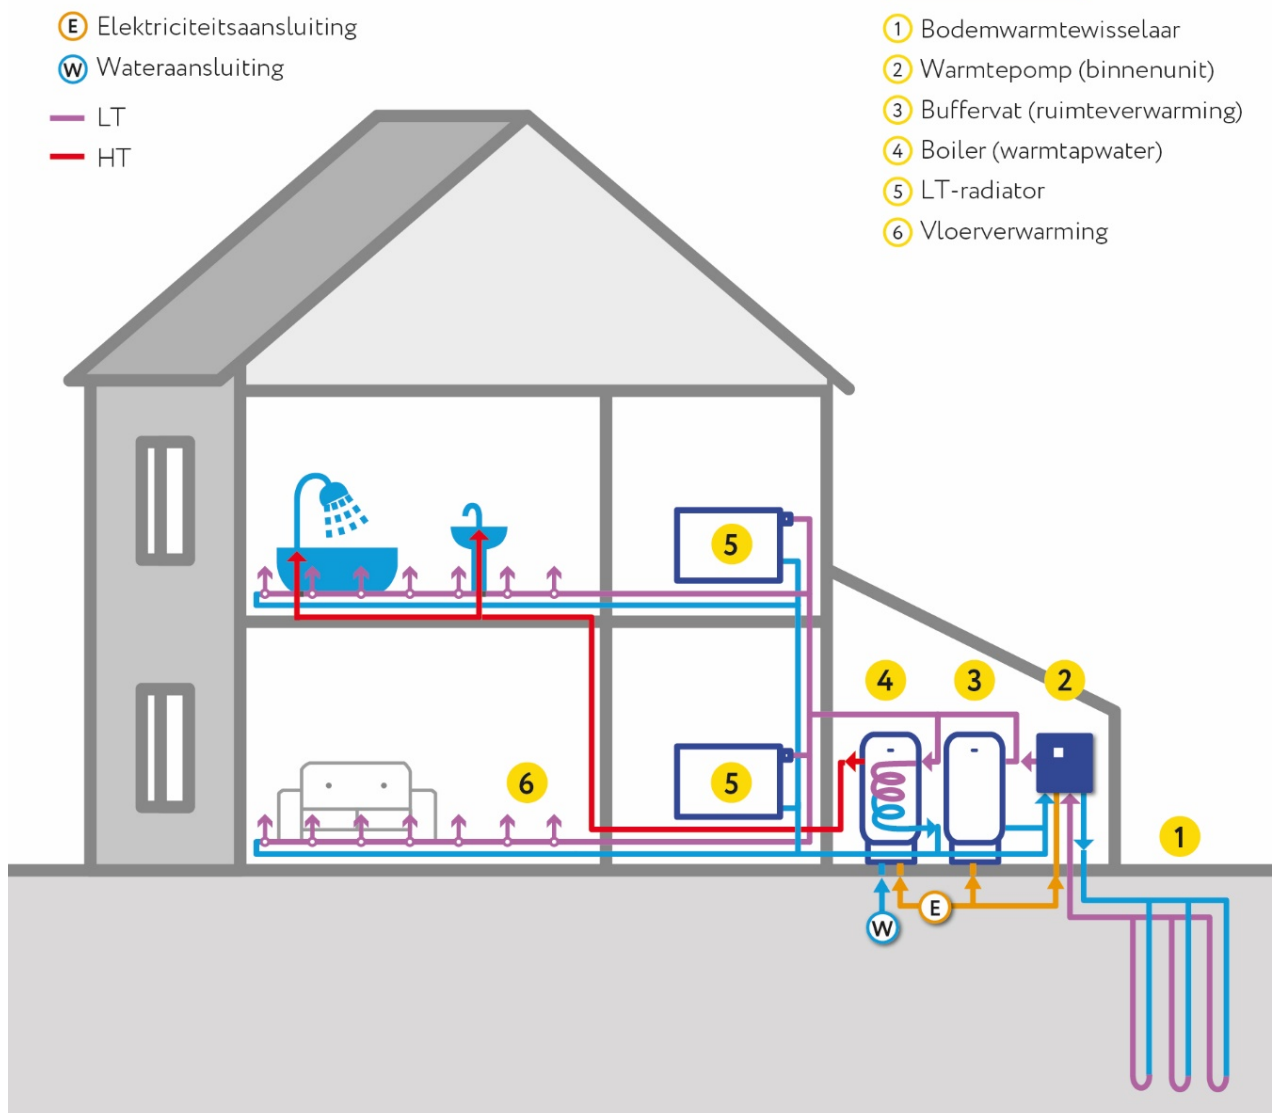 E Elektriciteitsaansluiting
W Wateraansluiting
LT
HT
1 Bodemwarmtewisselaar
2 Warmtepomp (binnenunit)
3 Buffervat (ruimteverwarming)
4 Boiler (warmtapwater)
5 LT-radiator
6 Vloerverwarming
5
4 3 2
6 5
1
E
W